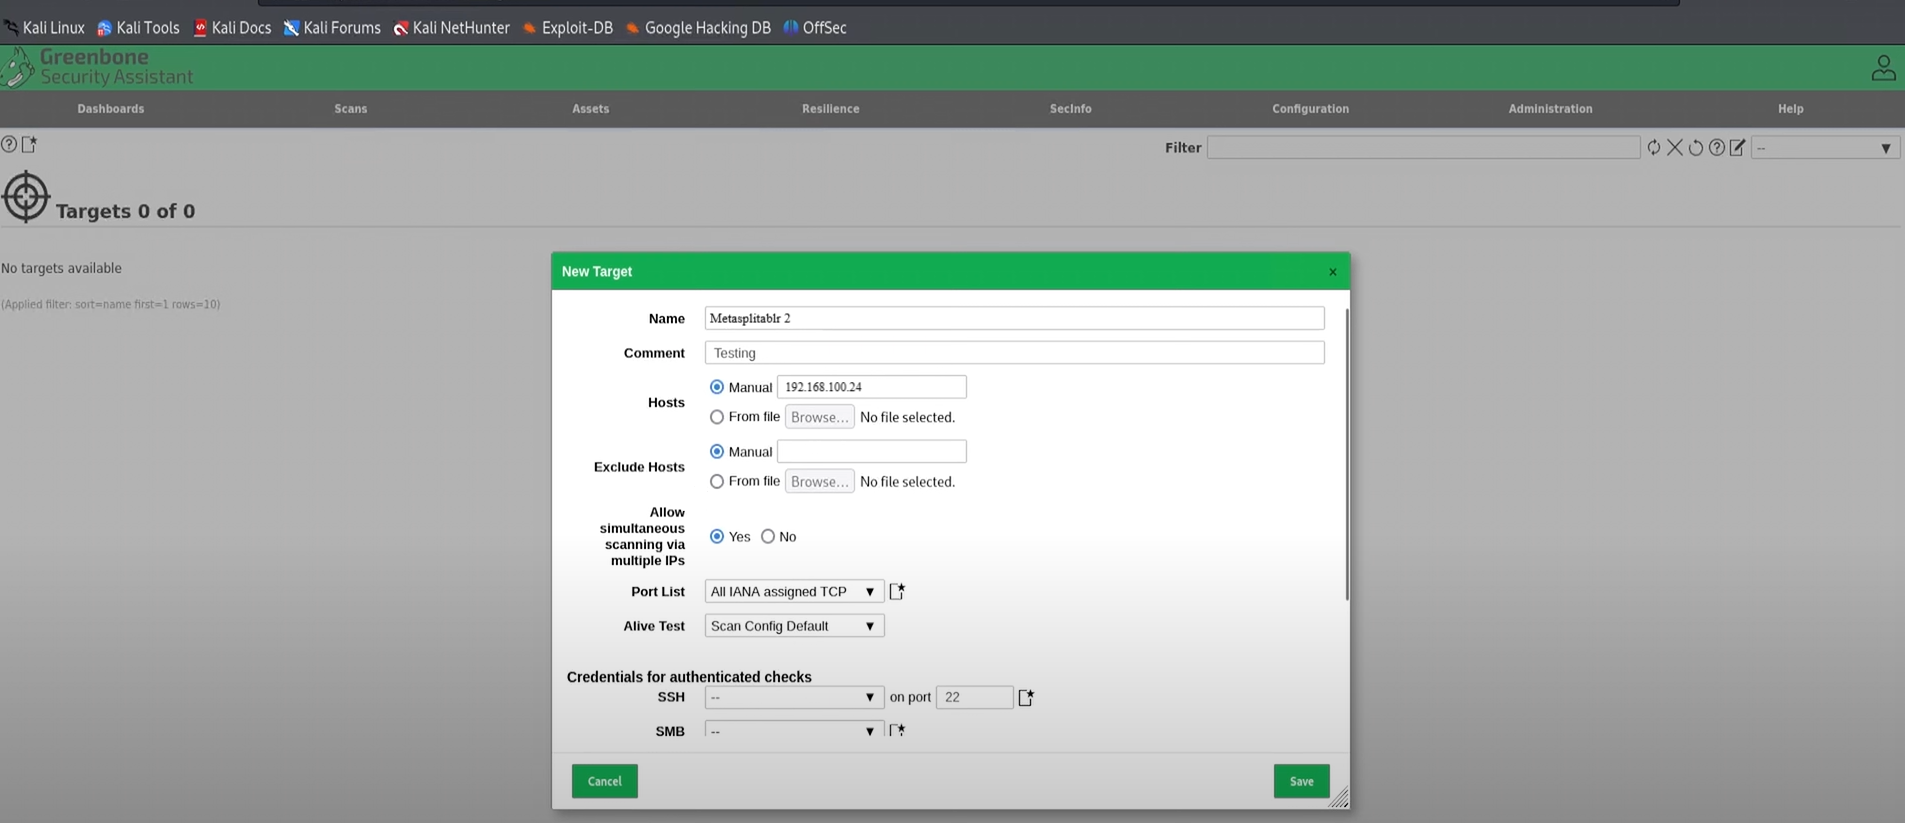 Kali Linux Kali Tools Kali Docs Kali Forums Kali NetHunter Exploit-DB Google Hacking DB OffSec
Greenbone
Security Assistant
Dashboards Scans Assets Resilience SecInfo Configuration Administration Help
Filter --
Targets 0 of 0
No targets available
(Applied filter: sort=name first=1 rows=10)
New Target ×
Name Metasplitablr 2
Comment Testing
Hosts
Manual 192.168.100.24
From file Browse... No file selected.
Exclude Hosts
Manual
From file Browse... No file selected.
Allow
simultaneous
scanning via
multiple IPs
Yes No
Port List All IANA assigned TCP
Alive Test Scan Config Default
Credentials for authenticated checks
SSH -- on port 22
SMB --
Cancel Save